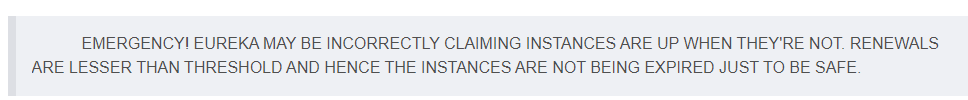 EMERGENCY! EUREKA MAY BE INCORRECTLY CLAIMING INSTANCES ARE UP WHEN THEY'RE NOT. RENEWALS
ARE LESSER THAN THRESHOLD AND HENCE THE INSTANCES ARE NOT BEING EXPIRED JUST TO BE SAFE.